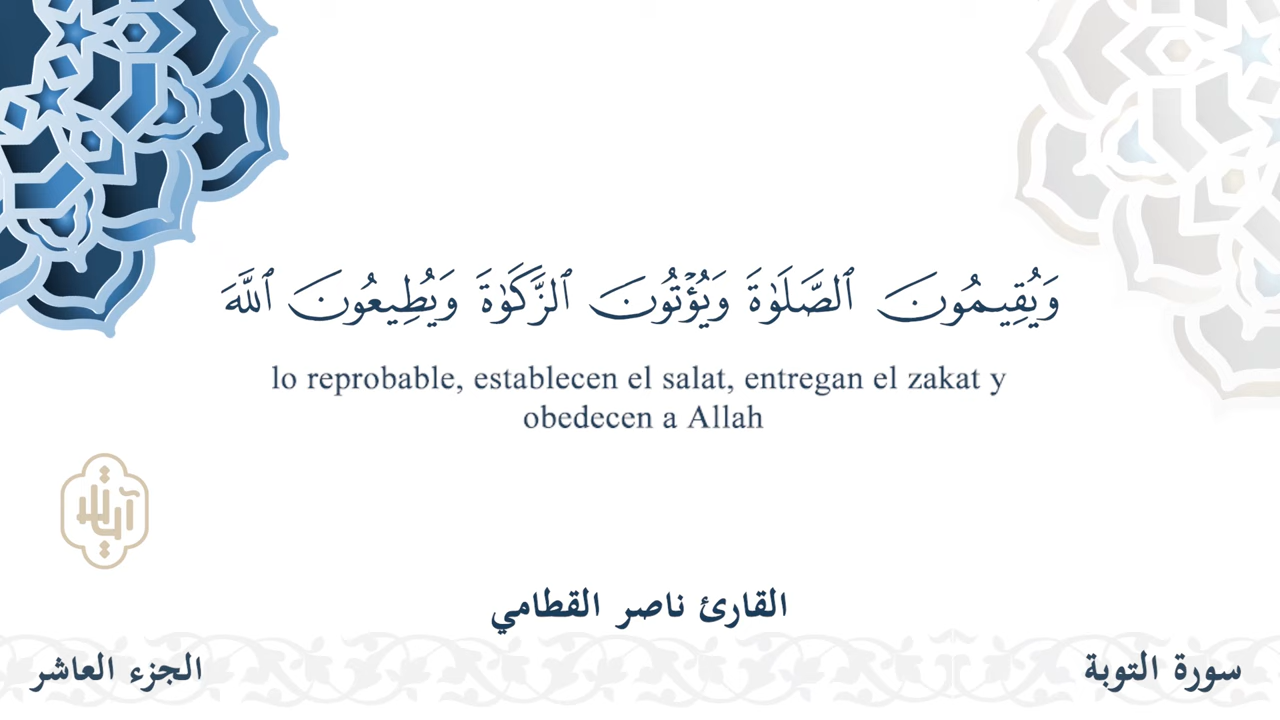 وَيُقِيمُونَ ٱلصَّلَوٰةَ وَيُؤْتُونَ ٱلزَّكَوٰةَ وَيُطِيعُونَ ٱللَّهَ
lo reprobable, establecen el salat, entregan el zakat y
obedecen a Allah
القارئ ناصر القطامي
سورة التوبة
الجزء العاشر